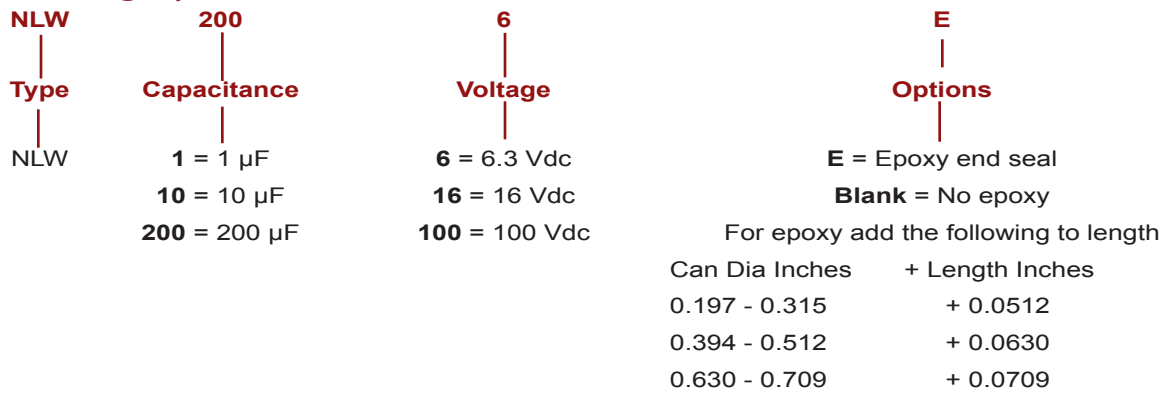 NLW 200 6 E
Type Capacitance Voltage Options
NLW 1 = 1 µF 6 = 6.3 Vdc E = Epoxy end seal
10 = 10 µF 16 = 16 Vdc Blank = No epoxy
200 = 200 µF 100 = 100 Vdc For epoxy add the following to length
Can Dia Inches + Length Inches
0.197 - 0.315 + 0.0512
0.394 - 0.512 + 0.0630
0.630 - 0.709 + 0.0709